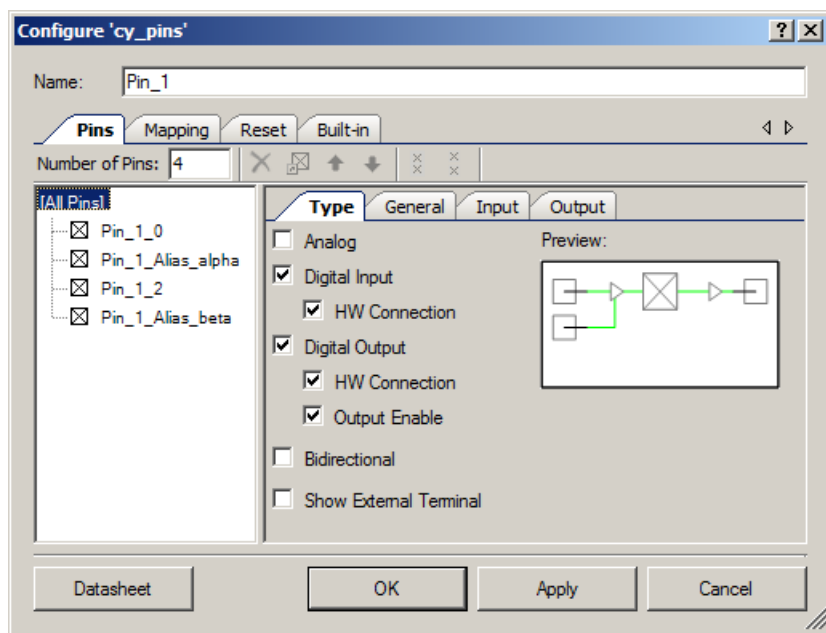 Configure 'cy_pins'
Name: Pin_1
Pins Mapping Reset Built-in
Number of Pins: 4
[All Pins]
Pin_1_0
Pin_1_Alias_alpha
Pin_1_2
Pin_1_Alias_beta
Type General Input Output
Analog
Digital Input
HW Connection
Digital Output
HW Connection
Output Enable
Bidirectional
Show External Terminal
Preview:
Datasheet OK Apply Cancel